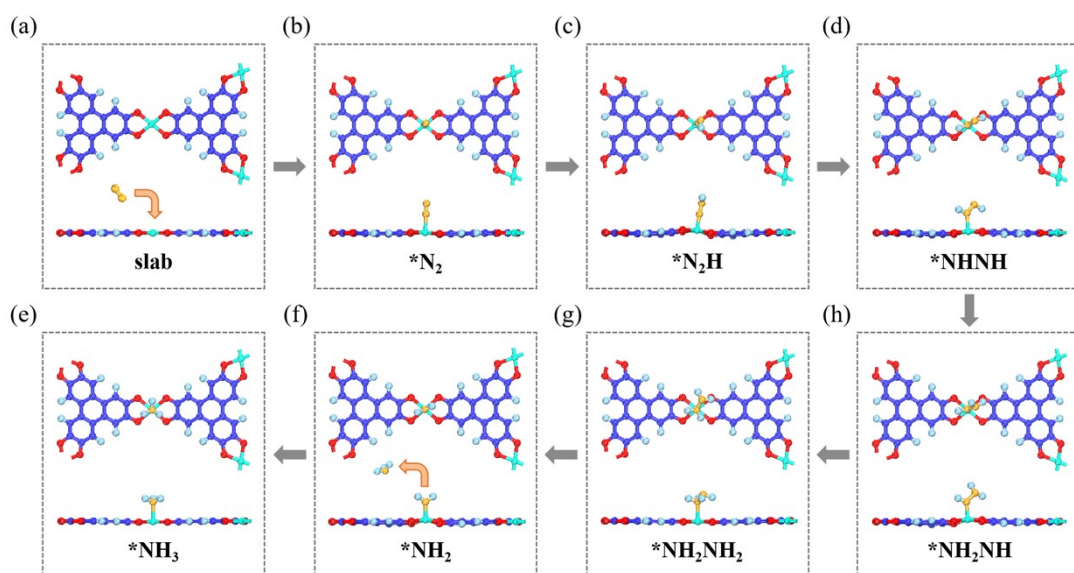 (a)
(b)
(c)
(d)
slab
*N₂
*N₂H
*NHNH
(e)
(f)
(g)
(h)
*NH₃
*NH₂
*NH₂NH₂
*NH₂NH